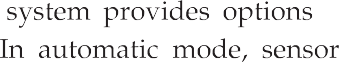 system provides options
In automatic mode, sensor